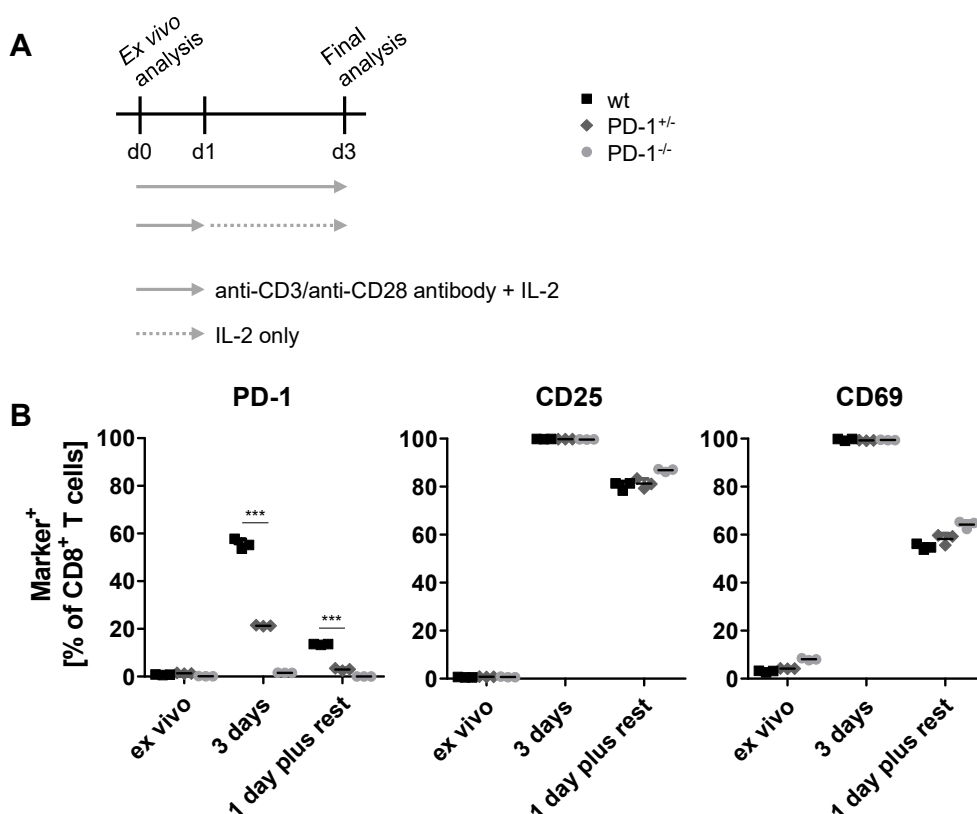 A
Ex vivo
analysis
Final
analysis
d0 d1 d3
wt
PD-1+/-
PD-1-/-
anti-CD3/anti-CD28 antibody + IL-2
IL-2 only
B
PD-1
CD25
CD69
Marker+
[% of CD8+ T cells]
100
80
60
40
20
0
***
***
ex vivo
3 days
1 day plus rest
100
80
60
40
20
0
ex vivo
3 days
1 day plus rest
100
80
60
40
20
0
ex vivo
3 days
1 day plus rest